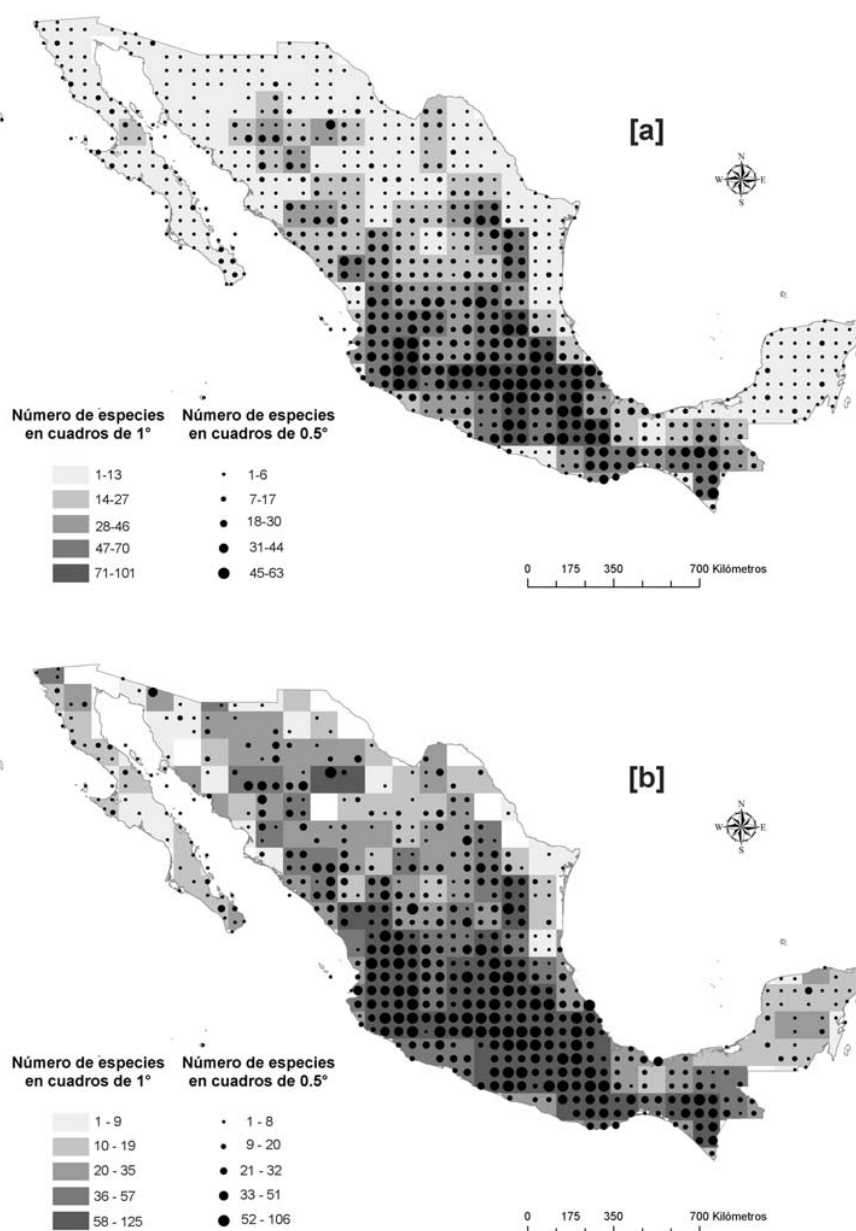 [a]
N
W E
S
Número de especies en cuadros de 1°
1-13
14-27
28-46
47-70
71-101
Número de especies en cuadros de 0.5°
1-6
7-17
18-30
31-44
45-63
0 175 350 700 Kilómetros
[b]
N
W E
S
Número de especies en cuadros de 1°
1 - 9
10 - 19
20 - 35
36 - 57
58 - 125
Número de especies en cuadros de 0.5°
1 - 8
9 - 20
21 - 32
33 - 51
52 - 106
0 175 350 700 Kilómetros